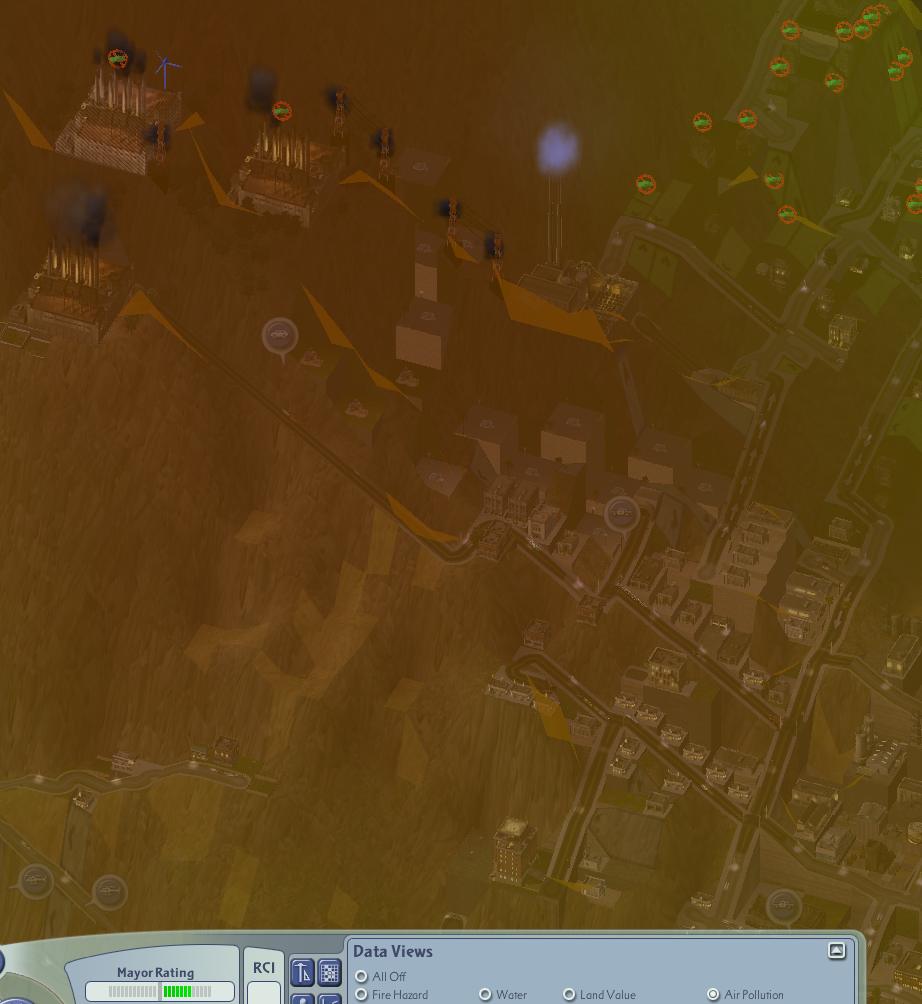 Data Views
Mayor Rating
RCI
All Off
Fire Hazard
Water
Land Value
Air Pollution